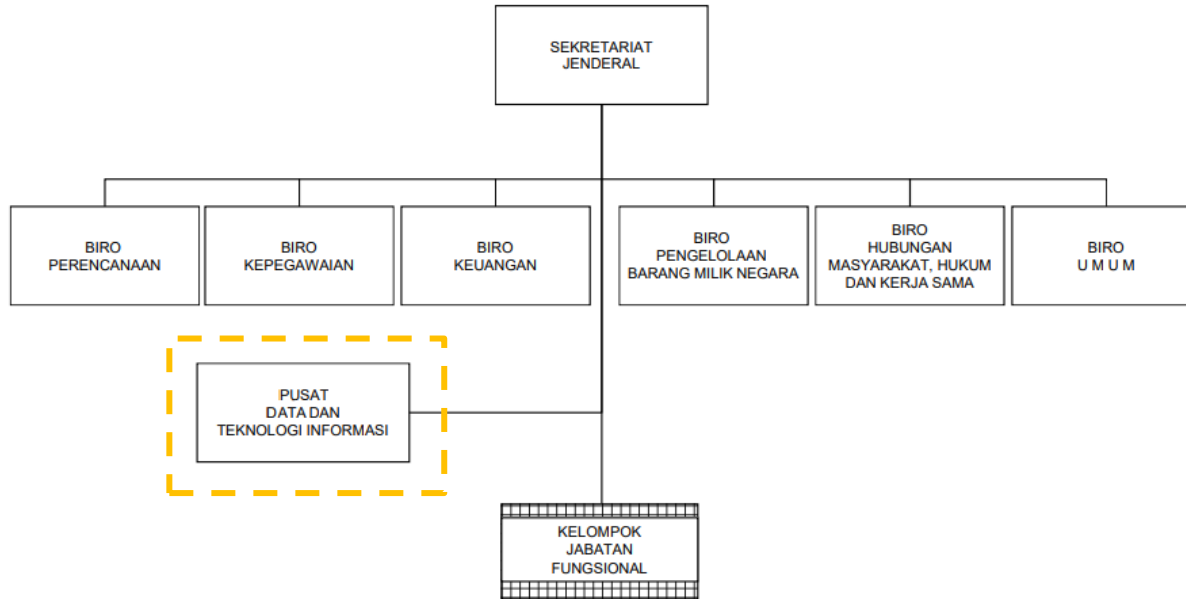 SEKRETARIAT
JENDERAL
BIRO
PERENCANAAN
BIRO
KEPEGAWAIAN
BIRO
KEUANGAN
BIRO
PENGELOLAAN
BARANG MILIK NEGARA
BIRO
HUBUNGAN
MASYARAKAT, HUKUM
DAN KERJA SAMA
BIRO
U M U M
PUSAT
DATA DAN
TEKNOLOGI INFORMASI
KELOMPOK
JABATAN
FUNGSIONAL